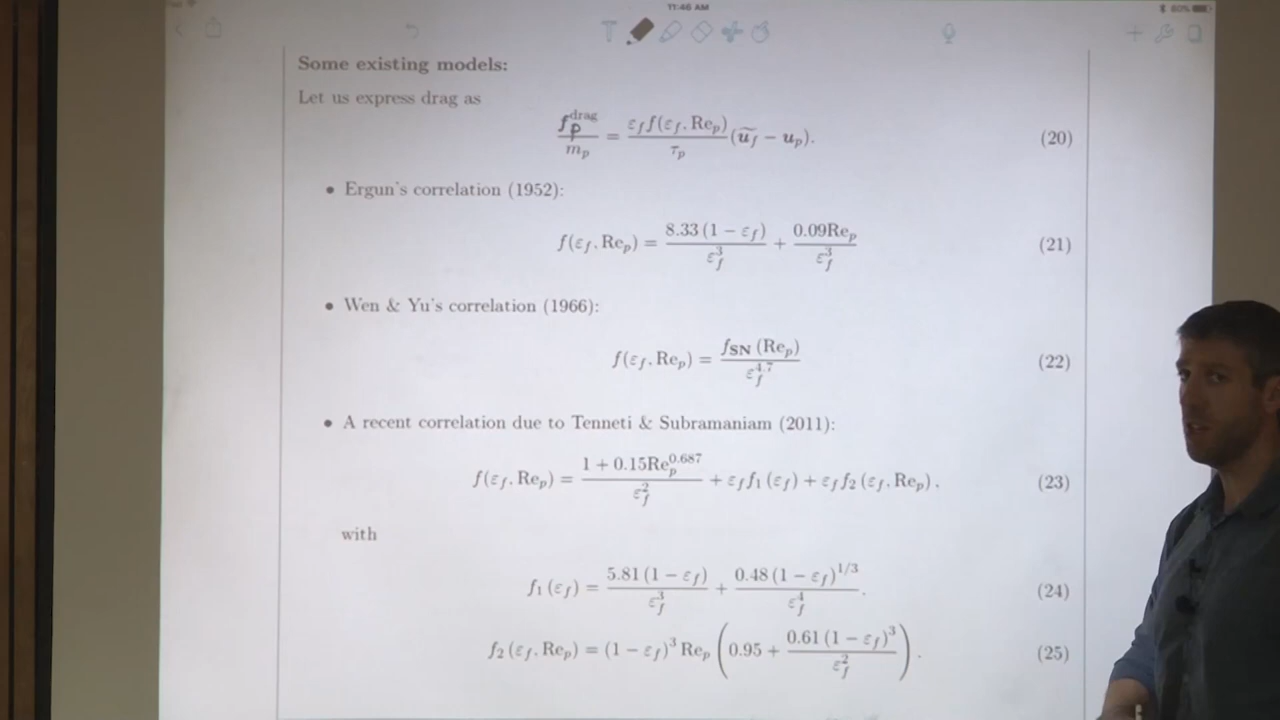 11:46 AM
80%
Some existing models:
Let us express drag as
f_p^drag / m_p = ε_f f(ε_f, Re_p) / τ_p (ũ_f − u_p). (20)
• Ergun's correlation (1952):
f(ε_f, Re_p) = 8.33 (1 − ε_f) / ε_f^3 + 0.09Re_p / ε_f^3 (21)
• Wen & Yu's correlation (1966):
f(ε_f, Re_p) = f_SN (Re_p) / ε_f^4.7 (22)
• A recent correlation due to Tenneti & Subramaniam (2011):
f(ε_f, Re_p) = (1 + 0.15Re_p^0.687) / ε_f^2 + ε_f f_1 (ε_f) + ε_f f_2 (ε_f, Re_p), (23)
with
f_1 (ε_f) = 5.81 (1 − ε_f) / ε_f^3 + 0.48 (1 − ε_f)^1/3 / ε_f^4, (24)
f_2 (ε_f, Re_p) = (1 − ε_f)^3 Re_p (0.95 + 0.61 (1 − ε_f)^3 / ε_f^2). (25)